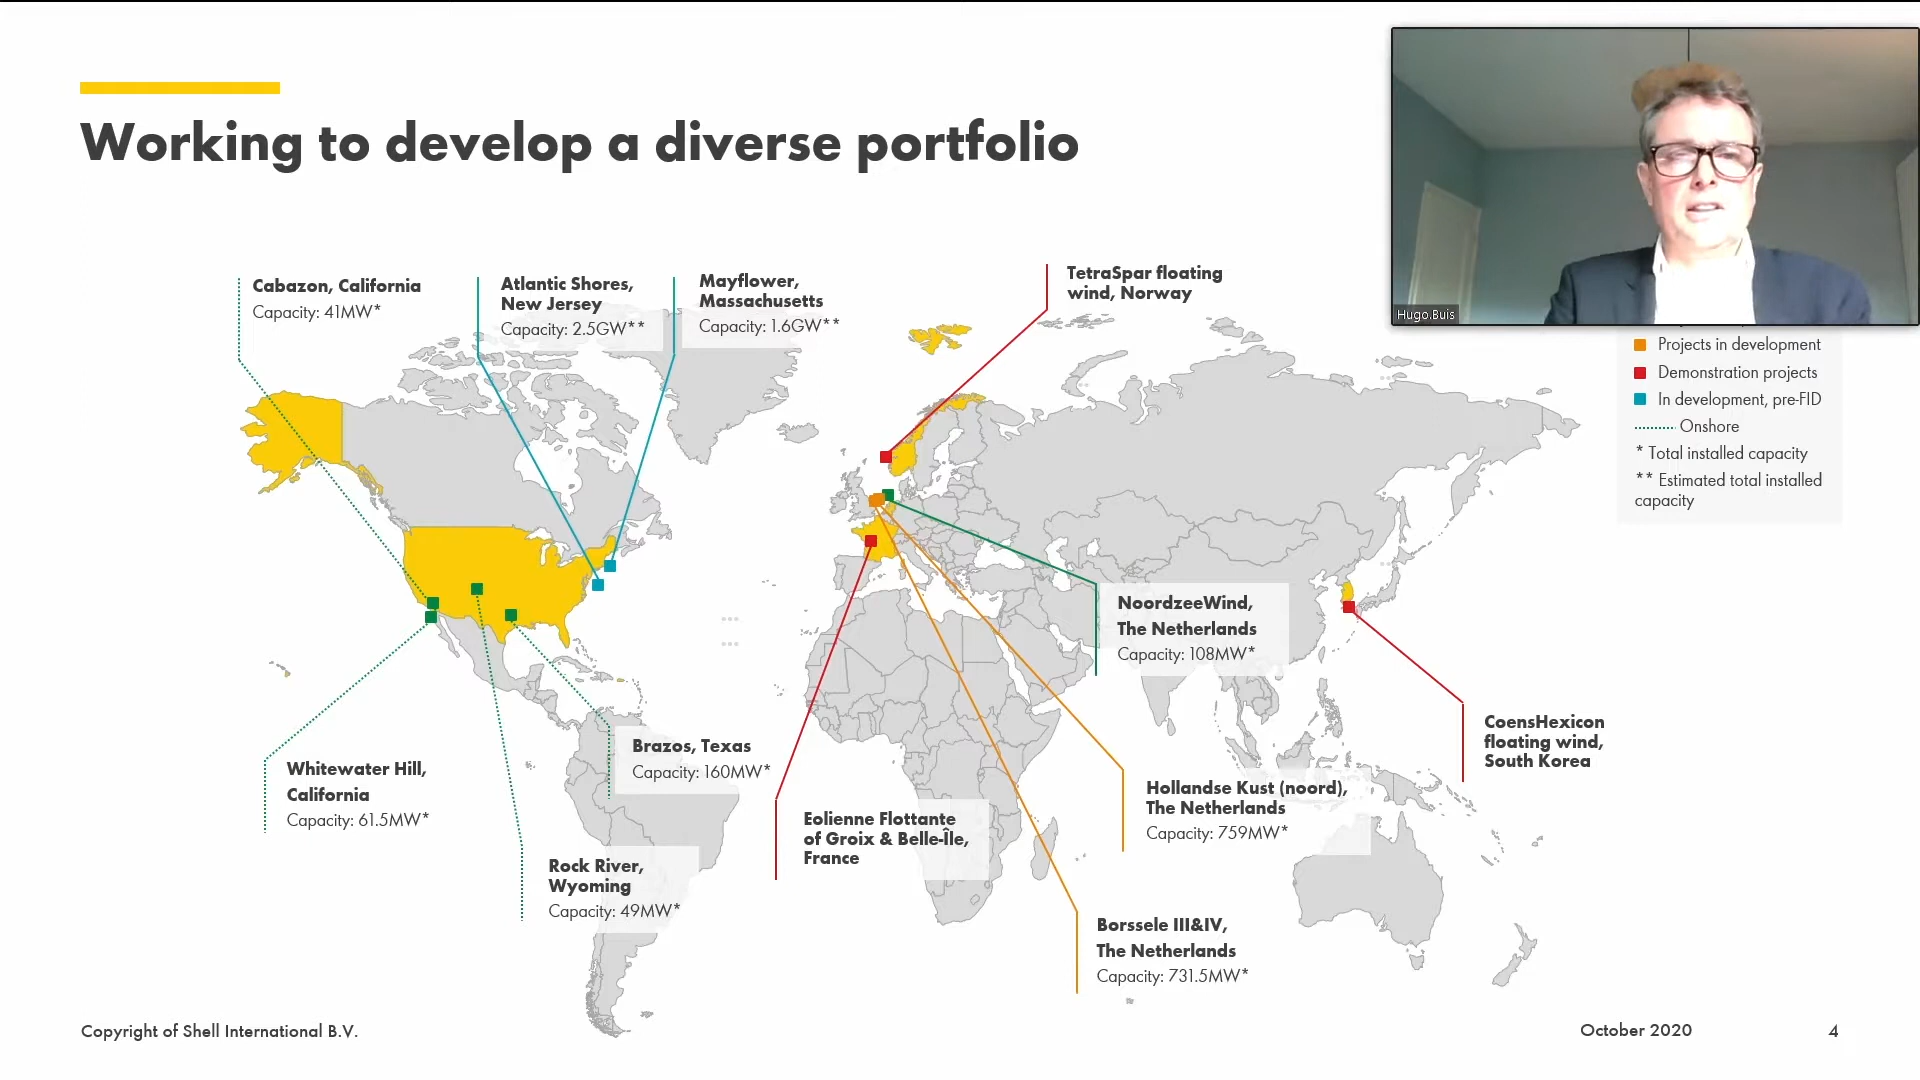 Working to develop a diverse portfolio
Hugo.Buis
Cabazon, California
Capacity: 41MW*
Atlantic Shores,
New Jersey
Capacity: 2.5GW**
Mayflower,
Massachusetts
Capacity: 1.6GW**
TetraSpar floating
wind, Norway
Projects in development
Demonstration projects
In development, pre-FID
Onshore
* Total installed capacity
** Estimated total installed
capacity
NoordzeeWind,
The Netherlands
Capacity: 108MW*
CoensHexicon
floating wind,
South Korea
Whitewater Hill,
California
Capacity: 61.5MW*
Brazos, Texas
Capacity: 160MW*
Rock River,
Wyoming
Capacity: 49MW*
Eolienne Flottante
of Groix & Belle-Île,
France
Hollandse Kust (noord),
The Netherlands
Capacity: 759MW*
Borssele III&IV,
The Netherlands
Capacity: 731.5MW*
Copyright of Shell International B.V.
October 2020
4